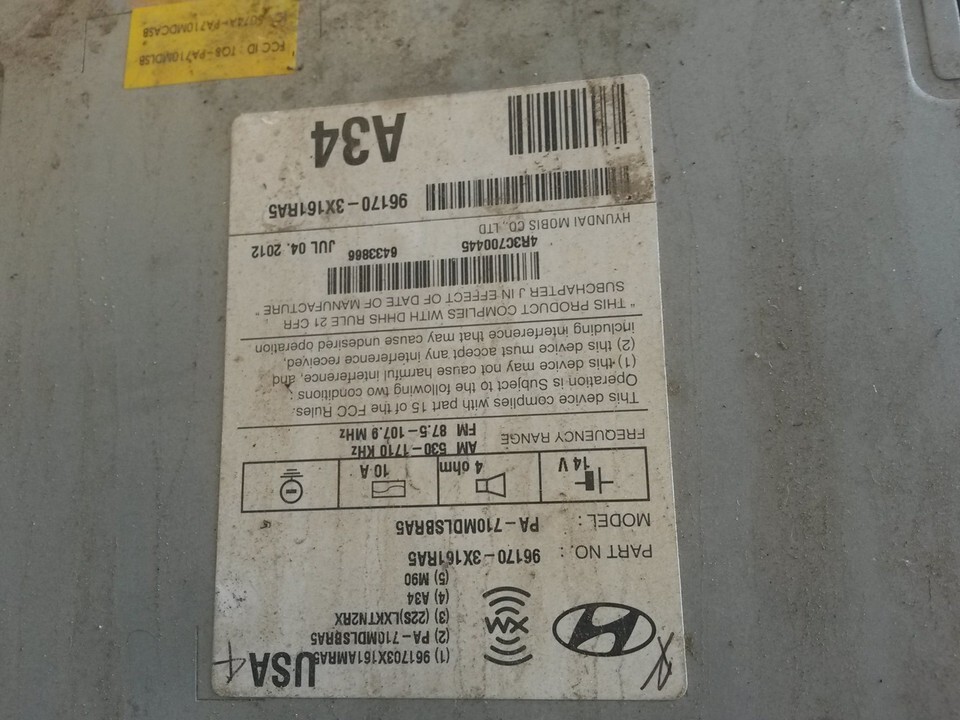 USA 4
(1) 961703X161AMRA5
(2) PA-710MDLSBRA5
(3) (22S)LXKTN2RX
(4) A34
(5) M90
PART NO. : 96170-3X161RA5
MODEL : PA-710MDLSBRA5
14 V
4 ohm
10 A
FREQUENCY RANGE
AM 530-1710 KHz
FM 87.5-107.9 MHz
This device complies with part 15 of the FCC Rules.
Operation is Subject to the following two conditions :
(1) this device may not cause harmful interference, and
(2) this device must accept any interference, received,
including interference that may cause undesired operation.
" THIS PRODUCT COMPLIES WITH DHHS RULE 21 CFR
SUBCHAPTER J IN EFFECT OF DATE OF MANUFACTURE "
4R3C700445 6433866 JUL 04. 2012
HYUNDAI MOBIS CO., LTD
96170-3X161RA5
A34
FCC ID : TQ8-PA710MDLSB
IC : 5074A-PA710MDCASB